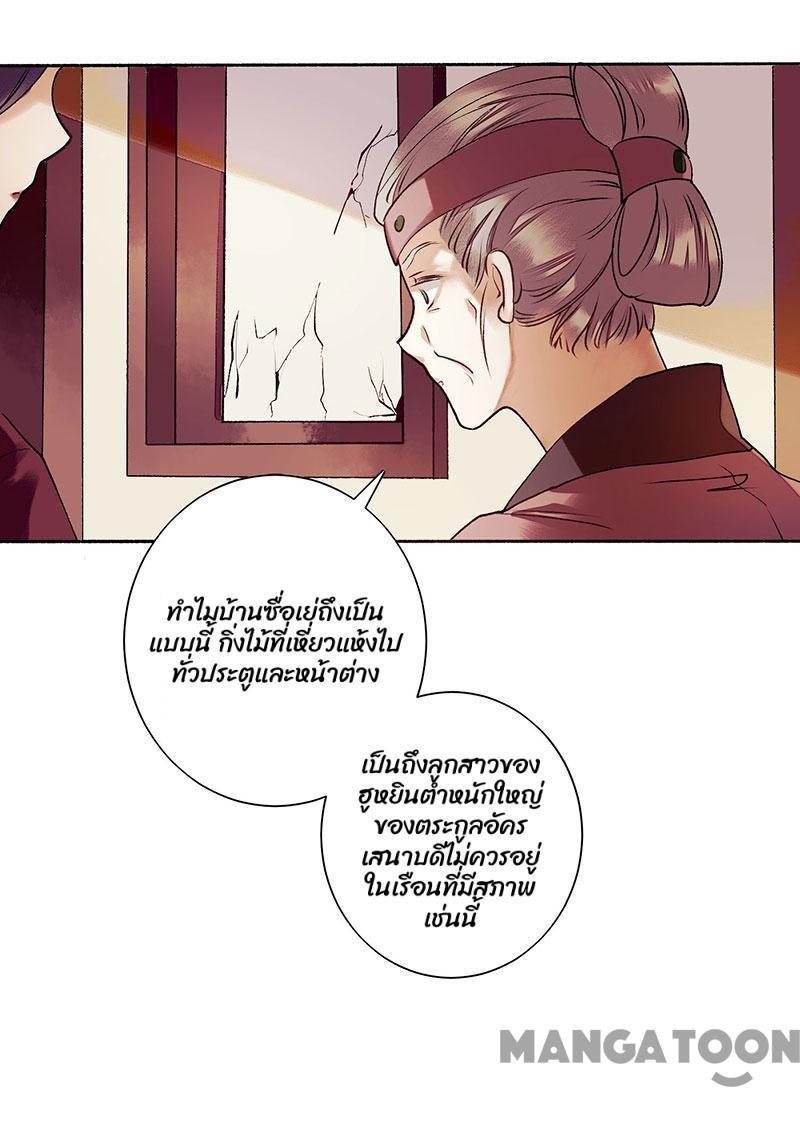 ทำไมบ้านซื่อเย่ถึงเป็น
แบบนี้ กิ่งไม้ที่เหี่ยวแห้งไป
ทั่วประตูและหน้าต่าง
เป็นถึงลูกสาวของ
ฮูหยินตำหนักใหญ่
ของตระกูลอัคร
เสนาบดีไม่ควรอยู่
ในเรือนที่มีสภาพ
เช่นนี้
MANGATOON